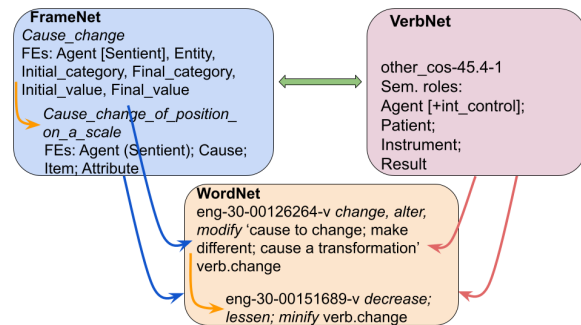 FrameNet
Cause_change
FEs: Agent [Sentient], Entity,
Initial_category, Final_category,
Initial_value, Final_value
Cause_change_of_position_
on_a_scale
FEs: Agent (Sentient); Cause;
Item; Attribute
VerbNet
other_cos-45.4-1
Sem. roles:
Agent [+int_control];
Patient;
Instrument;
Result
WordNet
eng-30-00126264-v change, alter,
modify ‘cause to change; make
different; cause a transformation’
verb.change
eng-30-00151689-v decrease;
lessen; minify verb.change